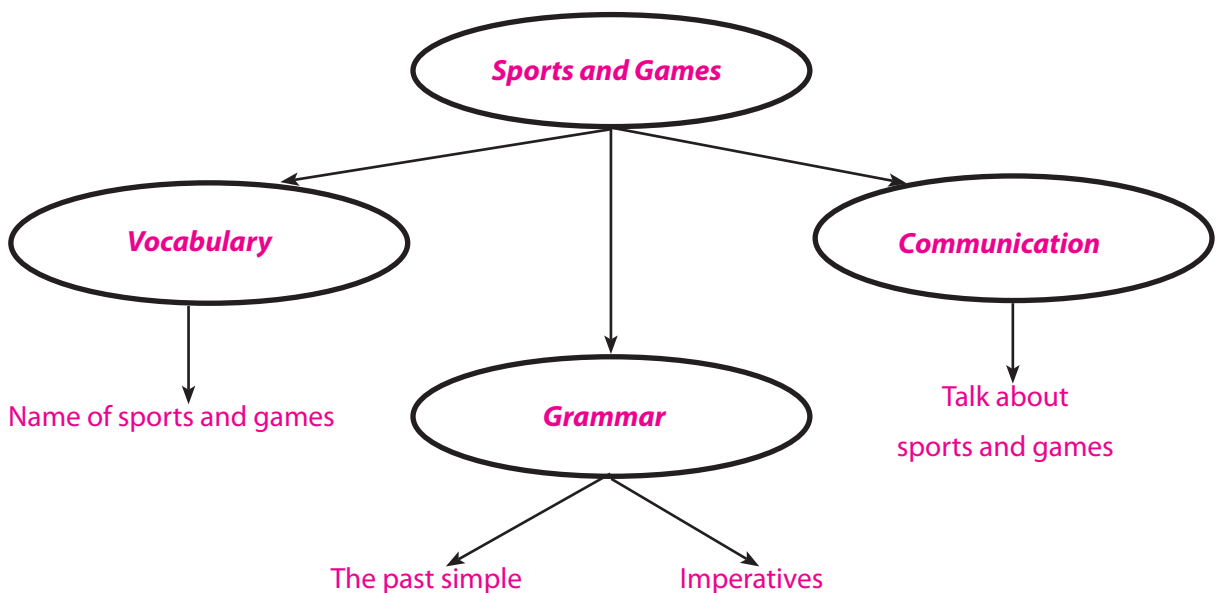 Sports and Games
Vocabulary
Communication
Name of sports and games
Grammar
Talk about
sports and games
The past simple
Imperatives